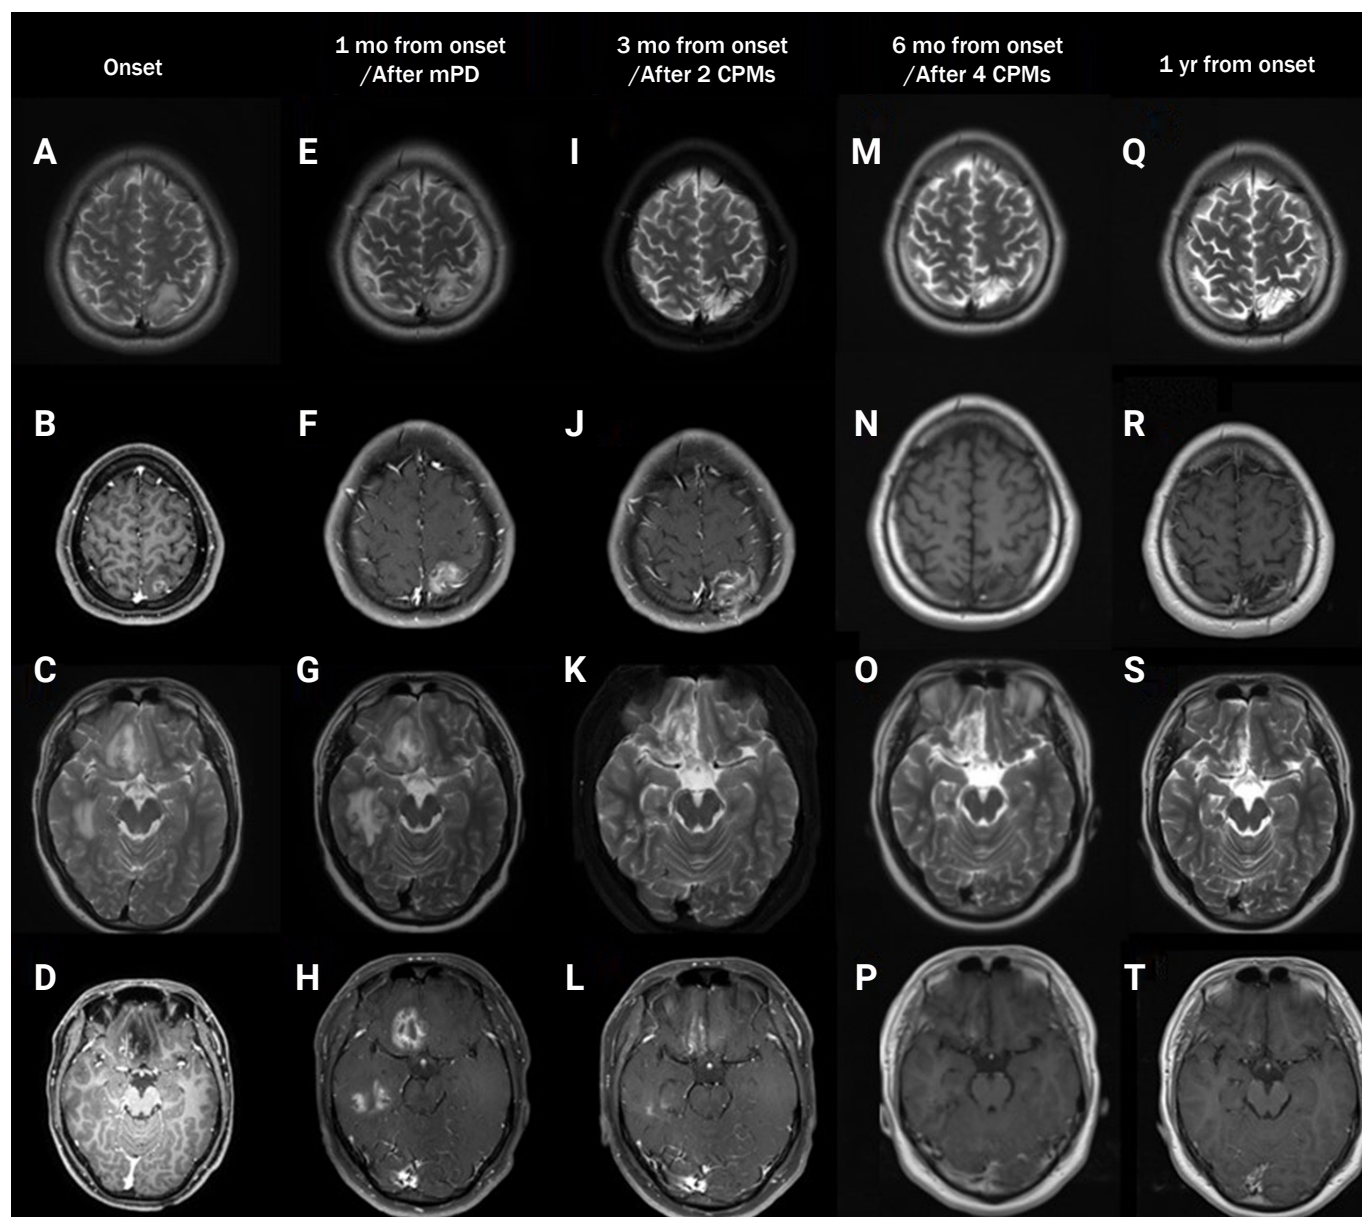 Onset
1 mo from onset
/After mPD
3 mo from onset
/After 2 CPMs
6 mo from onset
/After 4 CPMs
1 yr from onset
A
E
I
M
Q
B
F
J
N
R
C
G
K
O
S
D
H
L
P
T